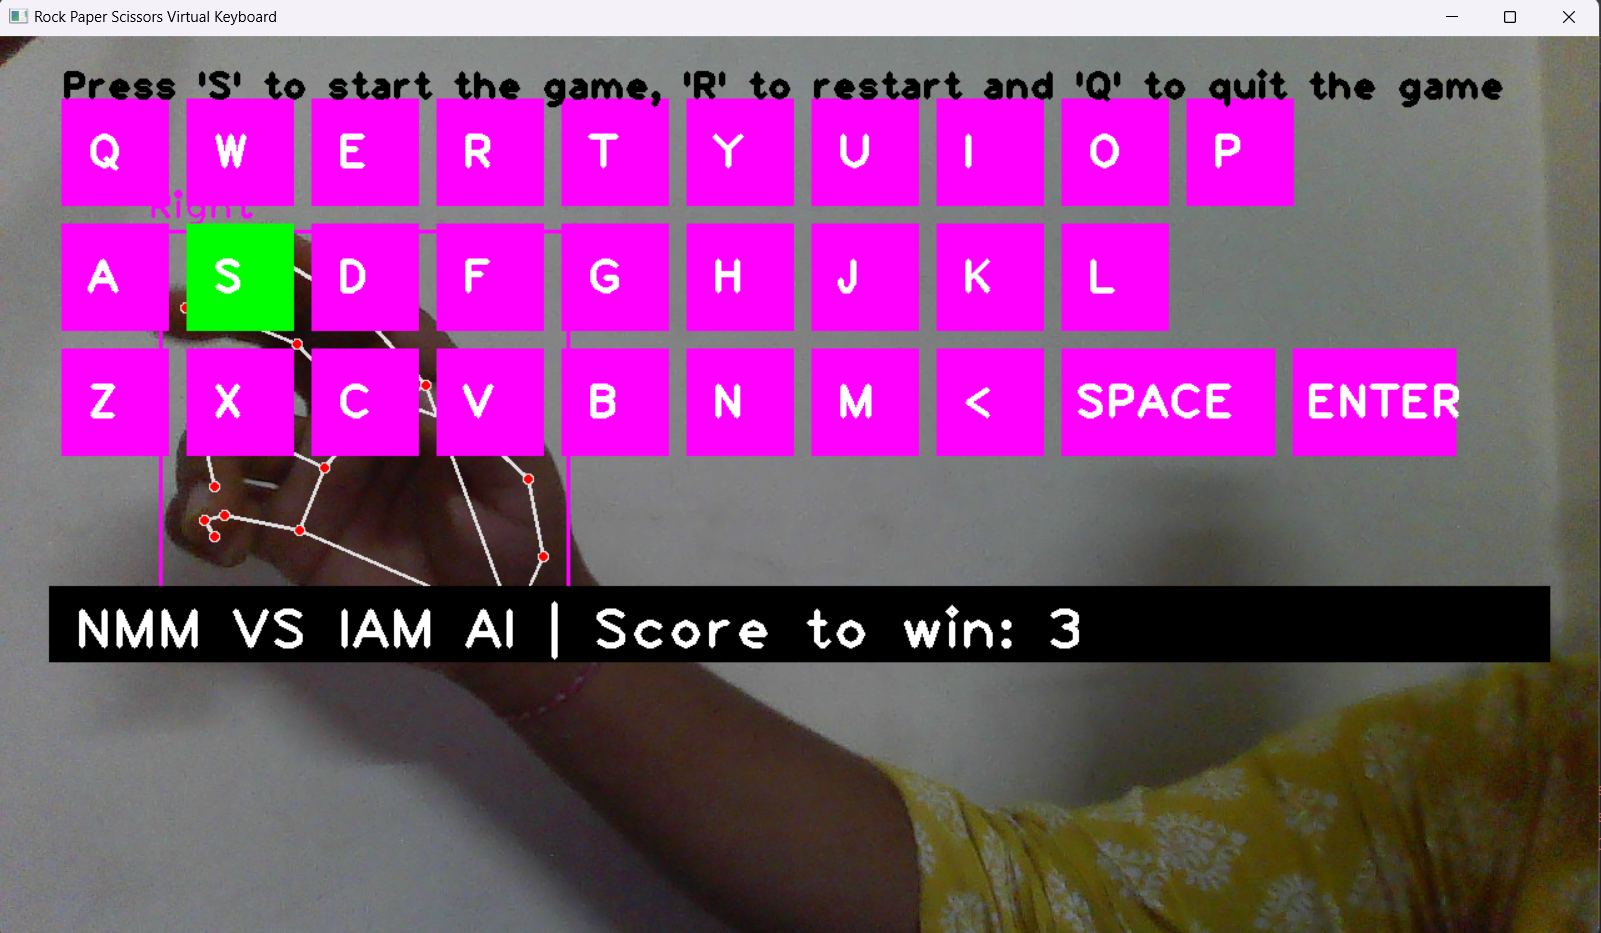 Rock Paper Scissors Virtual Keyboard
Press 'S' to start the game, 'R' to restart and 'Q' to quit the game
Q W E R T Y U I O P
Right
A S D F G H J K L
Z X C V B N M < SPACE ENTER
NMM VS IAM AI | Score to win: 3